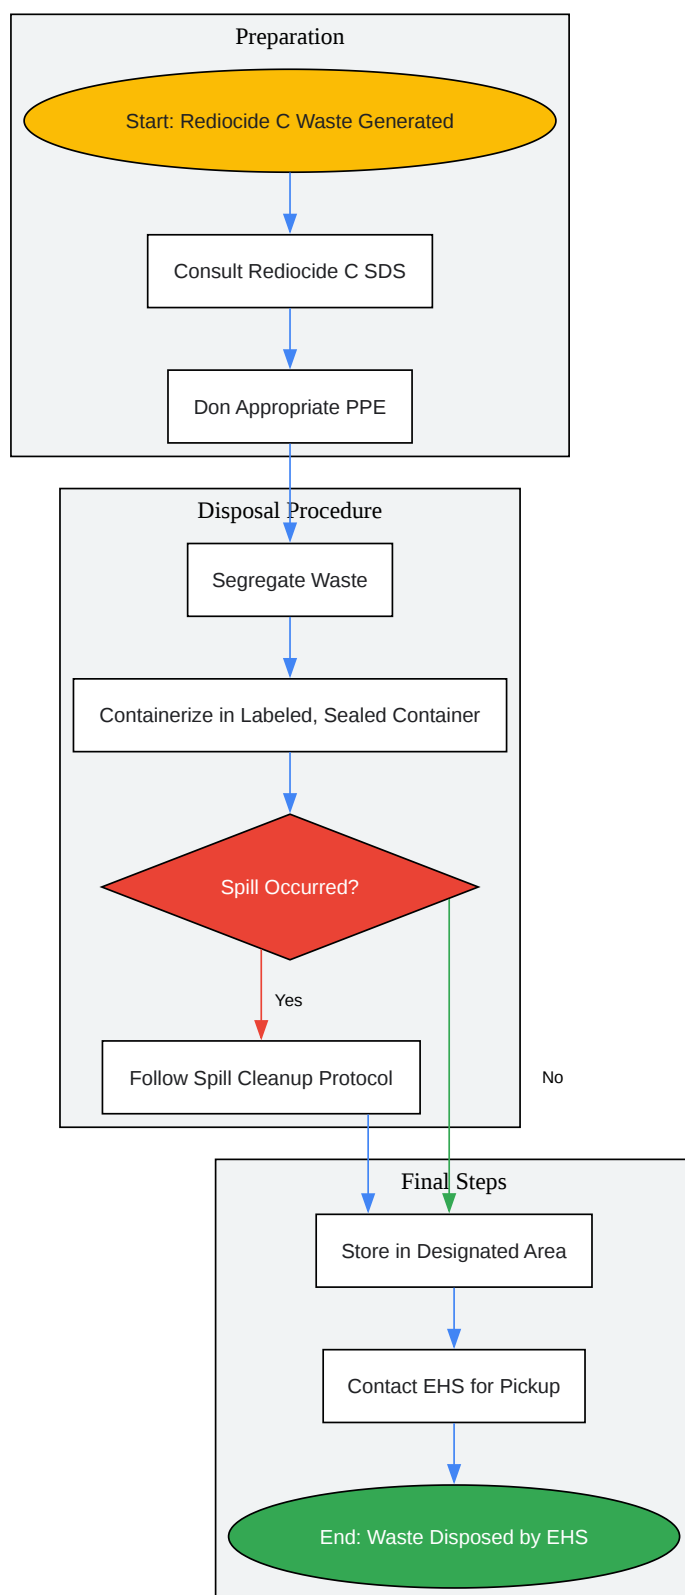 Preparation
Start: Rediocide C Waste Generated
Consult Rediocide C SDS
Don Appropriate PPE
Disposal Procedure
Segregate Waste
Containerize in Labeled, Sealed Container
Spill Occurred?
Yes
Follow Spill Cleanup Protocol
No
Final Steps
Store in Designated Area
Contact EHS for Pickup
End: Waste Disposed by EHS